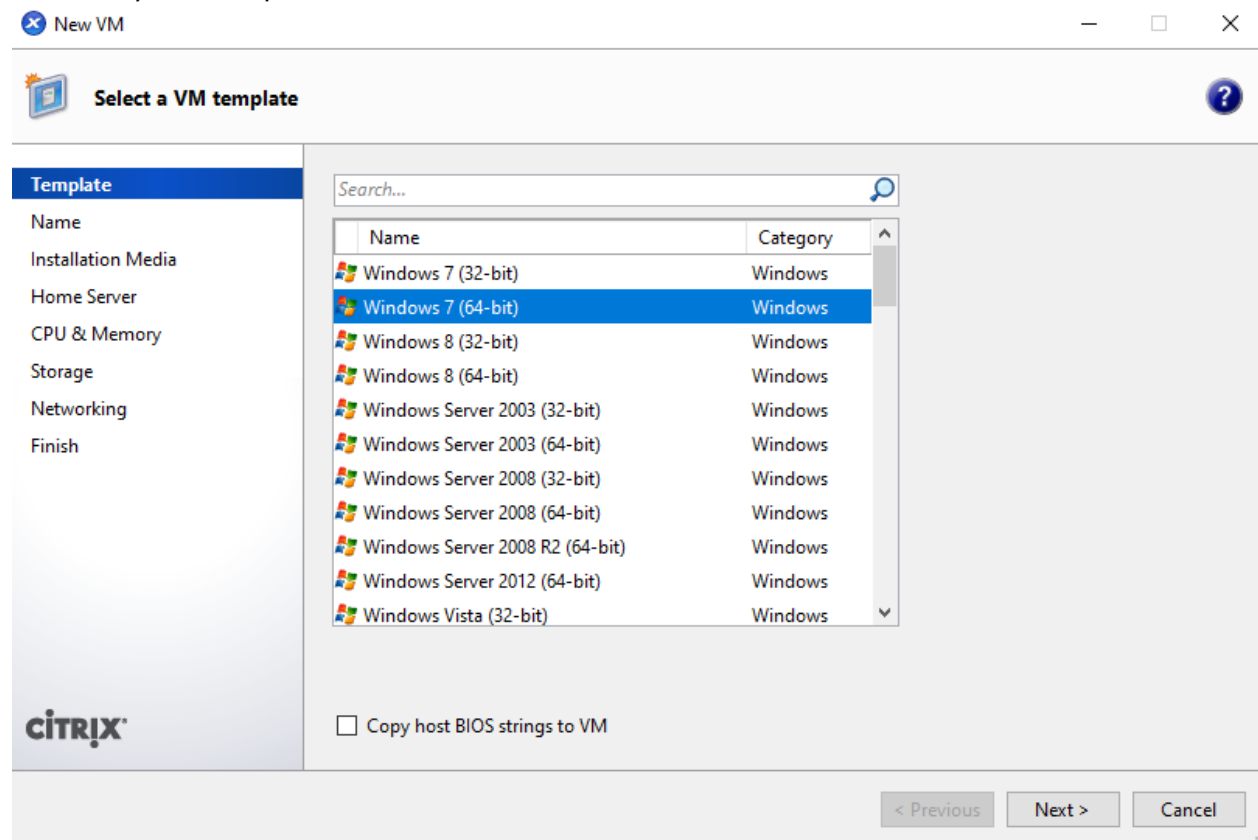 New VM
Select a VM template
?
Template
Name
Installation Media
Home Server
CPU & Memory
Storage
Networking
Finish
Search...
Name Category
Windows 7 (32-bit) Windows
Windows 7 (64-bit) Windows
Windows 8 (32-bit) Windows
Windows 8 (64-bit) Windows
Windows Server 2003 (32-bit) Windows
Windows Server 2003 (64-bit) Windows
Windows Server 2008 (32-bit) Windows
Windows Server 2008 (64-bit) Windows
Windows Server 2008 R2 (64-bit) Windows
Windows Server 2012 (64-bit) Windows
Windows Vista (32-bit) Windows
Copy host BIOS strings to VM
CITRIX
< Previous Next > Cancel